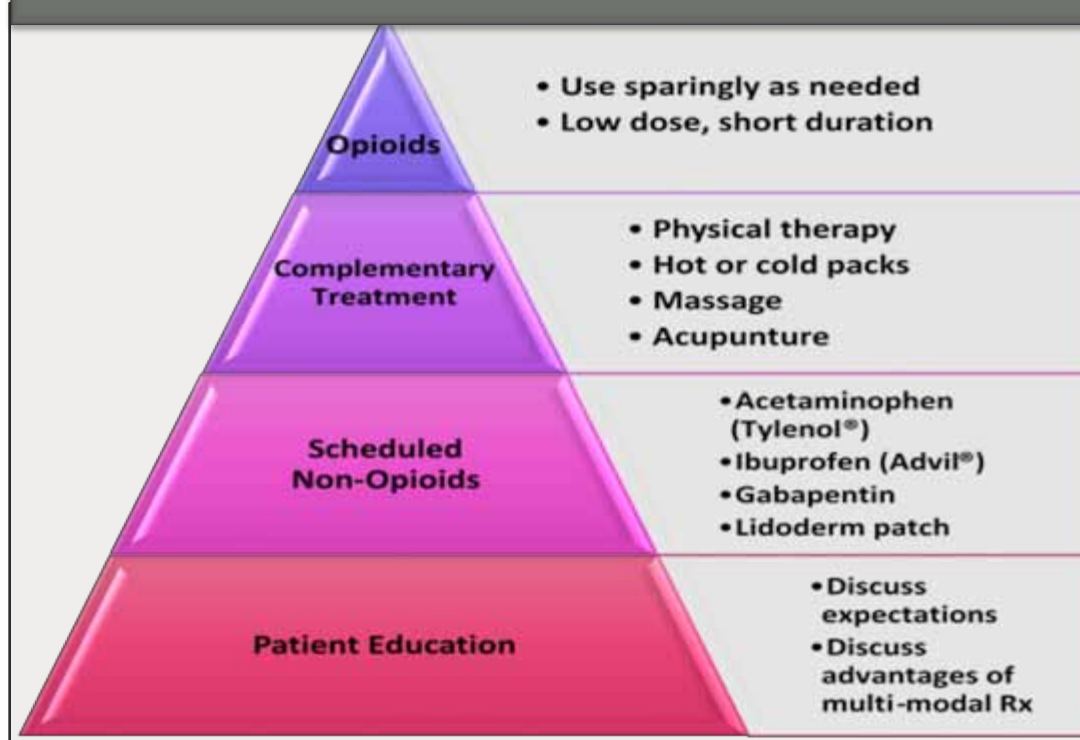 Opioids
• Use sparingly as needed
• Low dose, short duration
Complementary
Treatment
• Physical therapy
• Hot or cold packs
• Massage
• Acupunture
Scheduled
Non-Opioids
•Acetaminophen
(Tylenol®)
•Ibuprofen (Advil®)
•Gabapentin
•Lidoderm patch
Patient Education
•Discuss
expectations
•Discuss
advantages of
multi-modal Rx